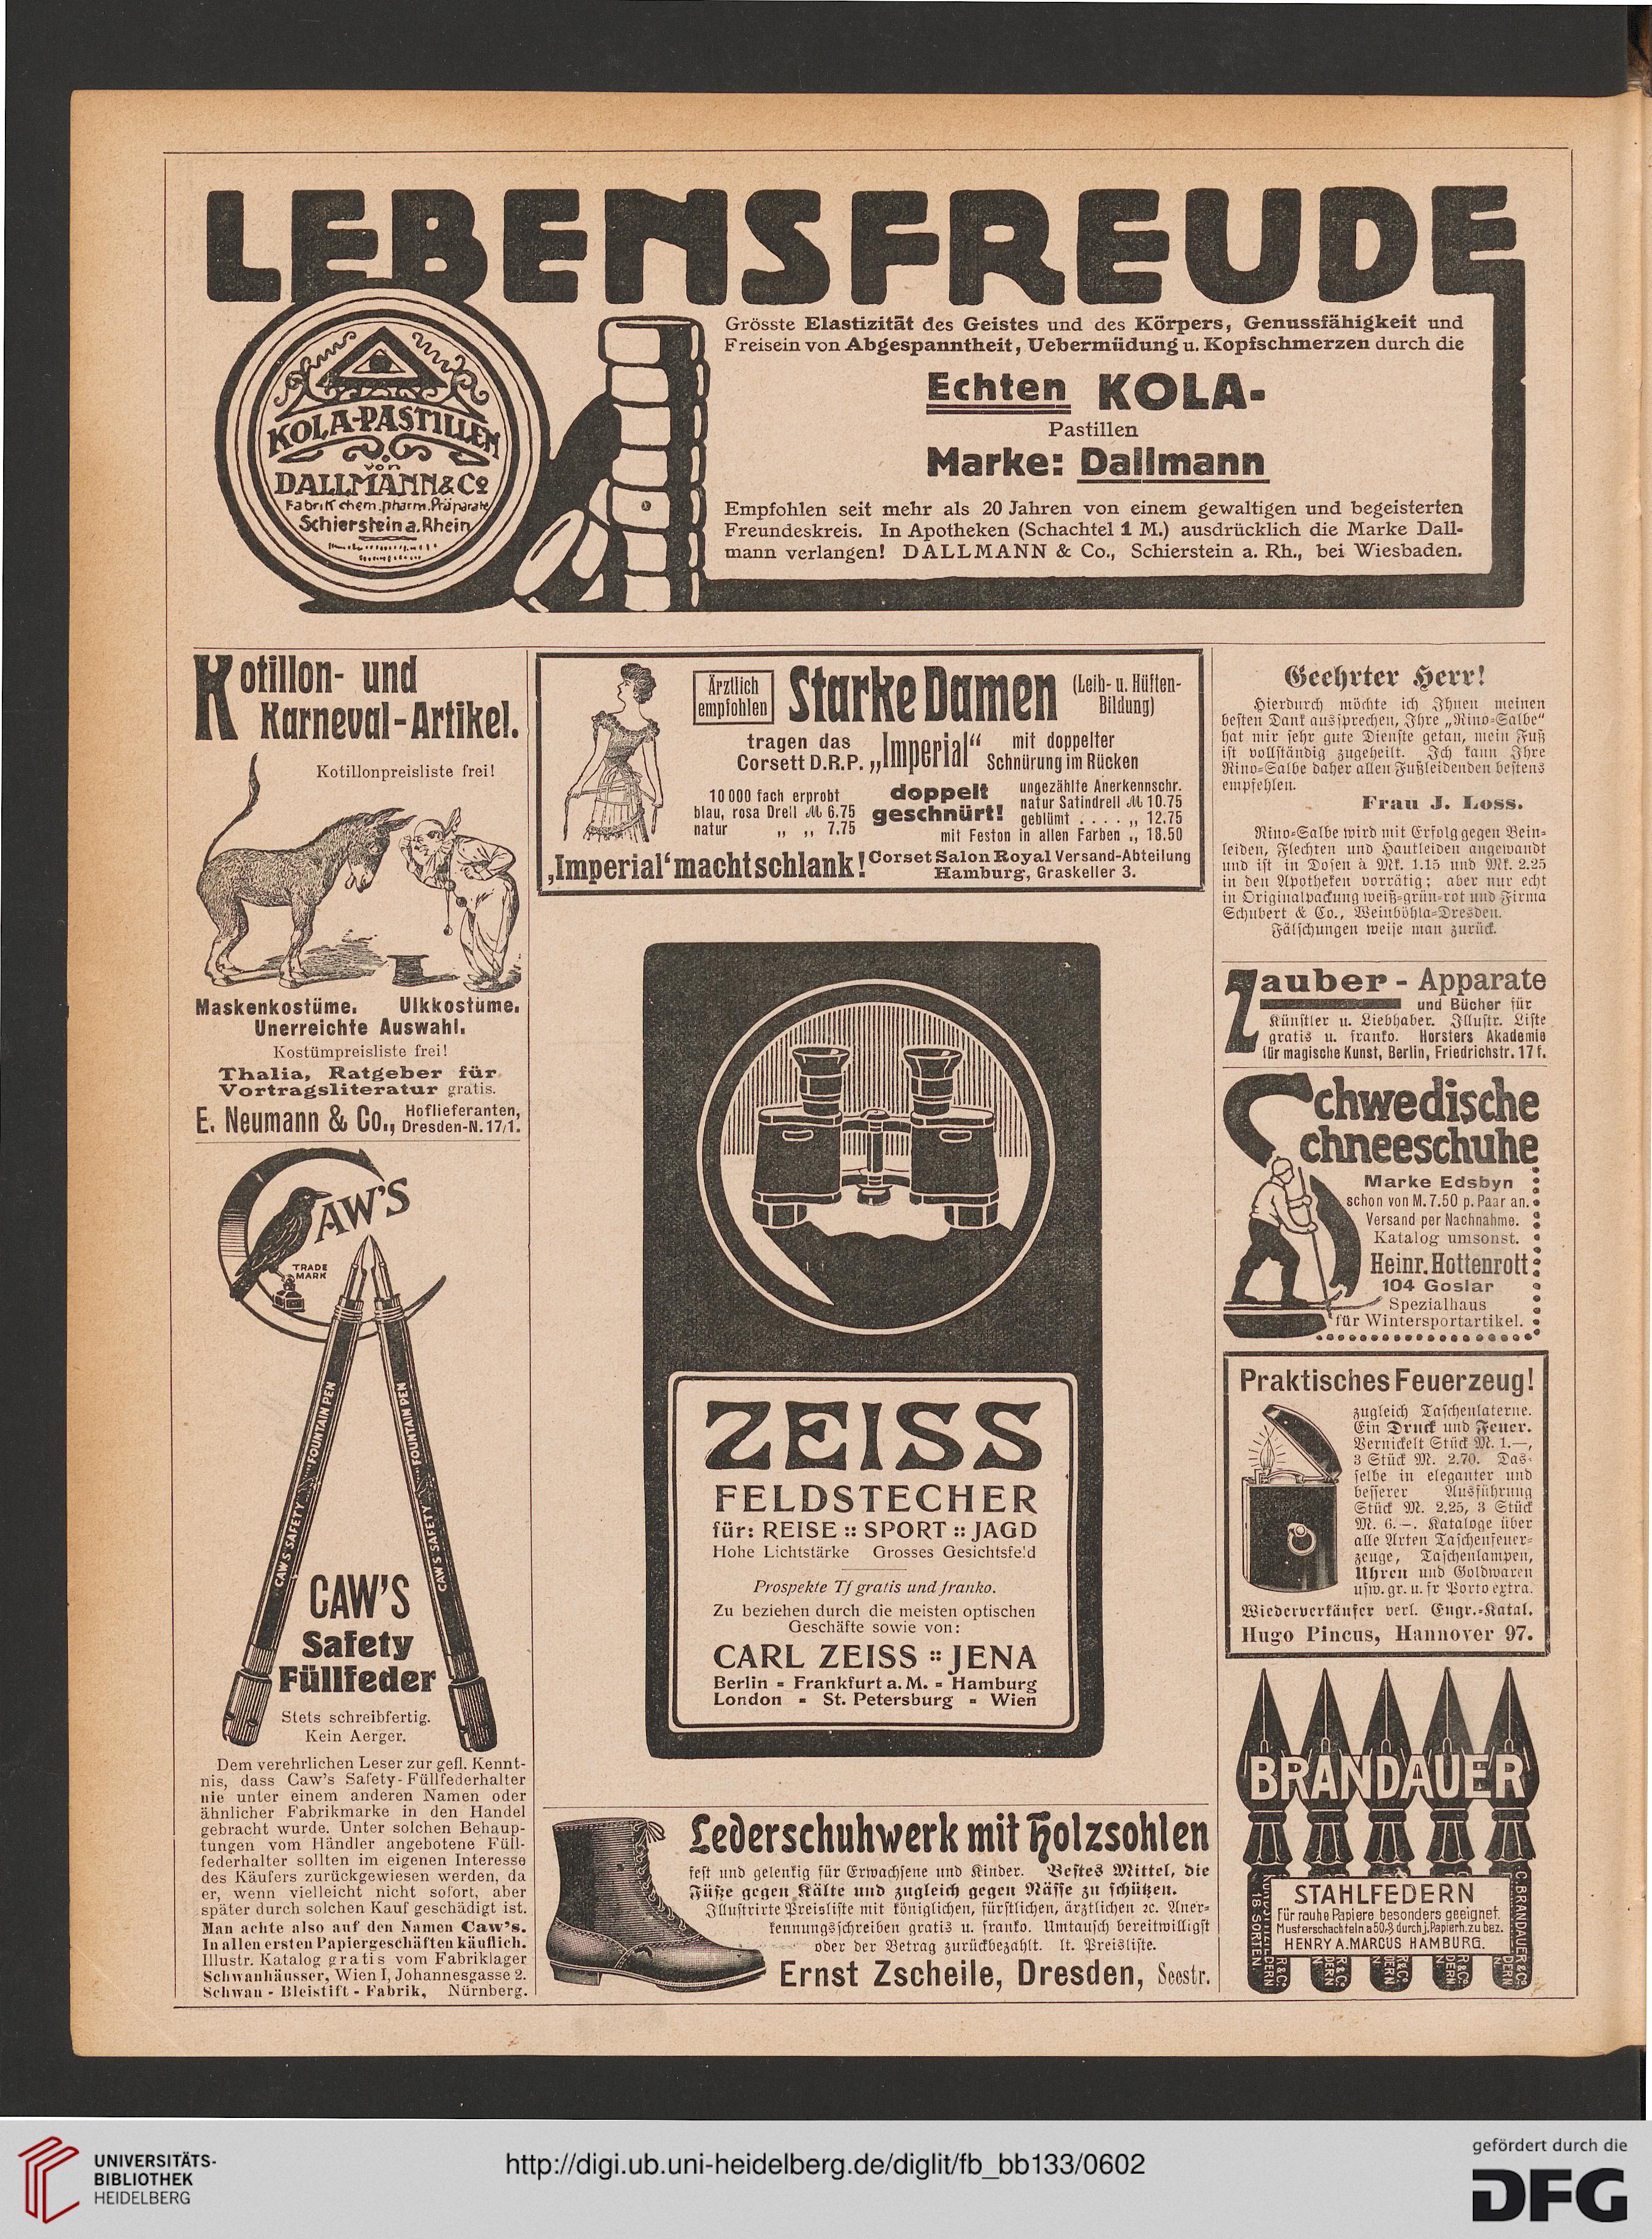 LEBENSFREUDE
KOLA-PASTILLEN
von
DALLMANN & Co
Fabrik chem. pharm. Präparate
Schierstein a. Rhein
Grösste Elastizität des Geistes und des Körpers, Genussfähigkeit und
Freisein von Abgespanntheit, Uebermüdung u. Kopfschmerzen durch die
Echten KOLA-
Pastillen
Marke: Dallmann
Empfohlen seit mehr als 20 Jahren von einem gewaltigen und begeisterten
Freundeskreis. In Apotheken (Schachtel 1 M.) ausdrücklich die Marke Dall-
mann verlangen! DALLMANN & Co., Schierstein a. Rh., bei Wiesbaden.
Kotillon- und
Karneval-Artikel.
Kotillonpreisliste frei!
Maskenkostüme. Ulkkostüme.
Unerreichte Auswahl.
Kostümpreisliste frei!
Thalia, Ratgeber für
Vortragsliteratur gratis.
E. Neumann & Co., Hoflieferanten,
Dresden-N. 17/1.
CAW'S
TRADE
MARK
CAW'S SAFETY FOUNTAIN PEN
CAW'S SAFETY FOUNTAIN PEN
CAW'S
Safety
Füllfeder
Stets schreibfertig.
Kein Aerger.
Dem verehrlichen Leser zur gefl. Kennt-
nis, dass Caw's Safety-Füllfederhalter
nie unter einem anderen Namen oder
ähnlicher Fabrikmarke in den Handel
gebracht wurde. Unter solchen Behaup-
tungen vom Händler angebotene Füll-
federhalter sollten im eigenen Interesse
des Käufers zurückgewiesen werden, da
er, wenn vielleicht nicht sofort, aber
später durch solchen Kauf geschädigt ist.
Man achte also auf den Namen Caw's.
In allen ersten Papiergeschäften käuflich.
Illustr. Katalog gratis vom Fabriklager
Schwanhäusser, Wien I, Johannesgasse 2.
Schwan - Bleistift - Fabrik, Nürnberg.
Ärztlich
empfohlen
Starke Damen
(Leib- u. Hüften-
Bildung)
tragen das
Corsett D.R.P. „Imperial“ mit doppelter
Schnürung im Rücken
10000 fach erprobt
blau, rosa Drell M 6.75
natur „ „ 7.75
doppelt
geschnürt!
ungezählte Anerkennschr.
natur Satindrell M 10.75
geblümt . . . . „ 12.75
mit Feston in allen Farben „ 18.50
‚Imperial‘ macht schlank!
Corset Salon Royal Versand-Abteilung
Hamburg, Graskeller 3.
ZEISS
FELDSTECHER
für: REISE :: SPORT :: JAGD
Hohe Lichtstärke Grosses Gesichtsfeld
Prospekte Tf gratis und franko.
Zu beziehen durch die meisten optischen
Geschäfte sowie von:
CARL ZEISS :: JENA
Berlin - Frankfurt a. M. - Hamburg
London - St. Petersburg - Wien
Lederschuhwerk mit Holzsohlen
fest und gelenkig für Erwachsene und Kinder. Bestes Mittel, die
Füße gegen Kälte und zugleich gegen Nässe zu schützen.
Illustrirte Preisliste mit königlichen, fürstlichen, ärztlichen ꝛc. Aner-
kennungsschreiben gratis u. franko. Umtausch bereitwilligst
oder der Betrag zurückbezahlt. lt. Preisliste.
Ernst Zscheile, Dresden, Seestr.
Geehrter Herr!
Hierdurch möchte ich Ihnen meinen
besten Dank aussprechen, Ihre „Rino-Salbe“
hat mir sehr gute Dienste getan, mein Fuß
ist vollständig zugeheilt. Ich kann Ihre
Rino-Salbe daher allen Fußleidenden bestens
empfehlen.
Frau J. Loss.
Rino-Salbe wird mit Erfolg gegen Bein-
leiden, Flechten und Hautleiden angewandt
und ist in Dosen à Mk. 1.15 und Mk. 2.25
in den Apotheken vorrätig; aber nur echt
in Originalpackung weiß-grün-rot und Firma
Schubert & Co., Weinböhla-Dresden.
Fälschungen weise man zurück.
Zauber - Apparate
und Bücher für
Künstler u. Liebhaber. Illustr. Liste
gratis u. franko. Horsters Akademie
für magische Kunst, Berlin, Friedrichstr. 17 f.
Schwedische
chneeschuhe
Marke Edsbyn
schon von M. 7.50 p. Paar an.
Versand per Nachnahme.
Katalog umsonst.
Heinr. Hottenrott
104 Goslar
Spezialhaus
für Wintersportartikel.
Praktisches Feuerzeug!
zugleich Taschenlaterne.
Ein Druck und Feuer.
Vernickelt Stück M. 1.—,
3 Stück M. 2.70. Das-
selbe in eleganter und
besserer Ausführung
Stück M. 2.25, 3 Stück
M. 6.—. Kataloge über
alle Arten Taschenfeuer-
zeuge, Taschenlampen,
Uhren und Goldwaren
usw. gr. u. fr Porto extra.
Wiederverkäufer verl. Engr.-Katal.
Hugo Pincus, Hannover 97.
BRANDAUER
STAHLFEDERN
Für rauhe Papiere besonders geeignet.
Musterschachteln a 50 ₰ durch j. Papierh. zu bez.
HENRY A. MARCUS HAMBURG.
18 SORTEN
C. BRANDAUER & Co.
UNIVERSITÄTS-
BIBLIOTHEK
HEIDELBERG
http://digi.ub.uni-heidelberg.de/diglit/fb_bb133/0602
gefördert durch die
DFG